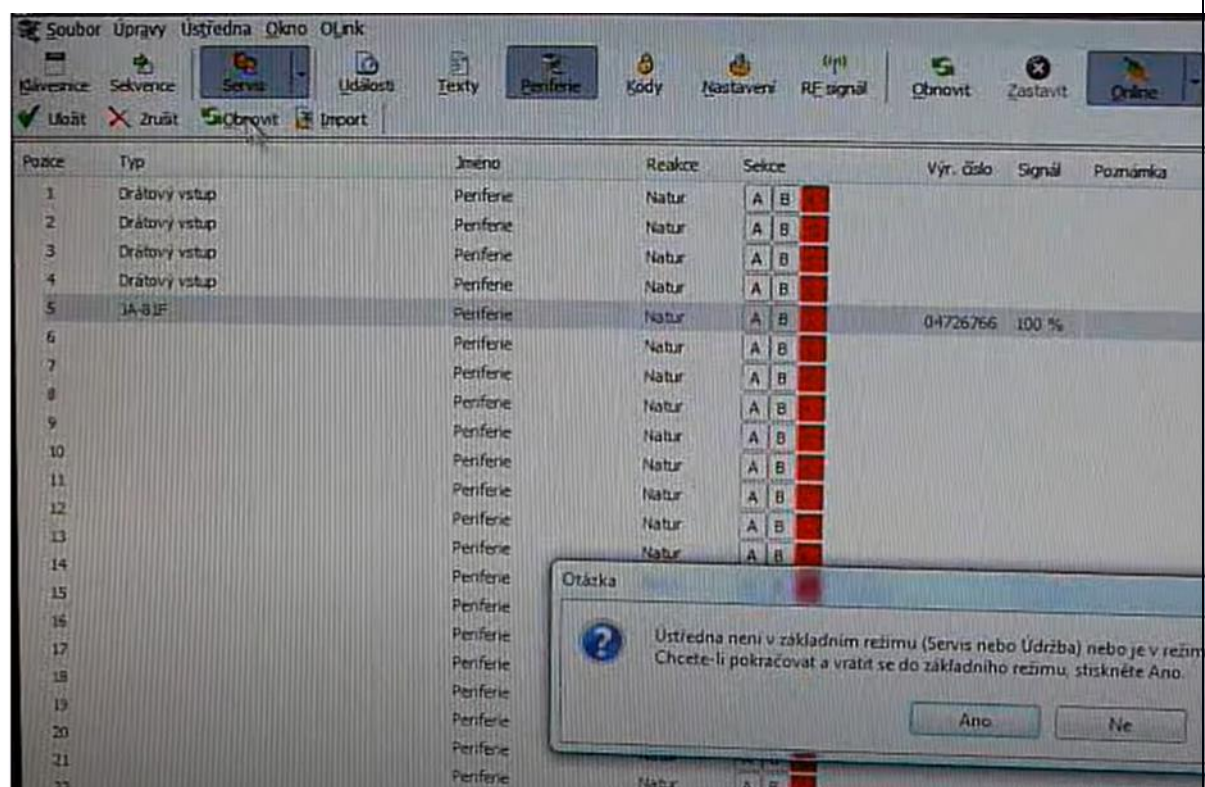 Soubor Úpravy Ústředna Okno OLink
Klávesnice Sekvence Servis Události Texty Periferie Kódy Nastavení RF signál Obnovit Zastavit Online
Uložit Zrušit Obnovit Import
Pozice Typ Jméno Reakce Sekce Výr. číslo Signál Poznámka
1 Drátový vstup Periferie Natur A B
2 Drátový vstup Periferie Natur A B
3 Drátový vstup Periferie Natur A B
4 Drátový vstup Periferie Natur A B
5 JA-81F Periferie Natur A B 04726766 100 %
6 Periferie Natur A B
7 Periferie Natur A B
8 Periferie Natur A B
9 Periferie Natur A B
10 Periferie Natur A B
11 Periferie Natur A B
12 Periferie Natur A B
13 Periferie Natur A B
14 Periferie
15 Periferie
16 Periferie
17 Periferie
18 Periferie
19 Periferie
20 Periferie
21 Periferie Natur A B
Otázka
Ústředna není v základním režimu (Servis nebo Údržba) nebo je v režim
Chcete-li pokračovat a vrátit se do základního režimu, stiskněte Ano.
Ano Ne